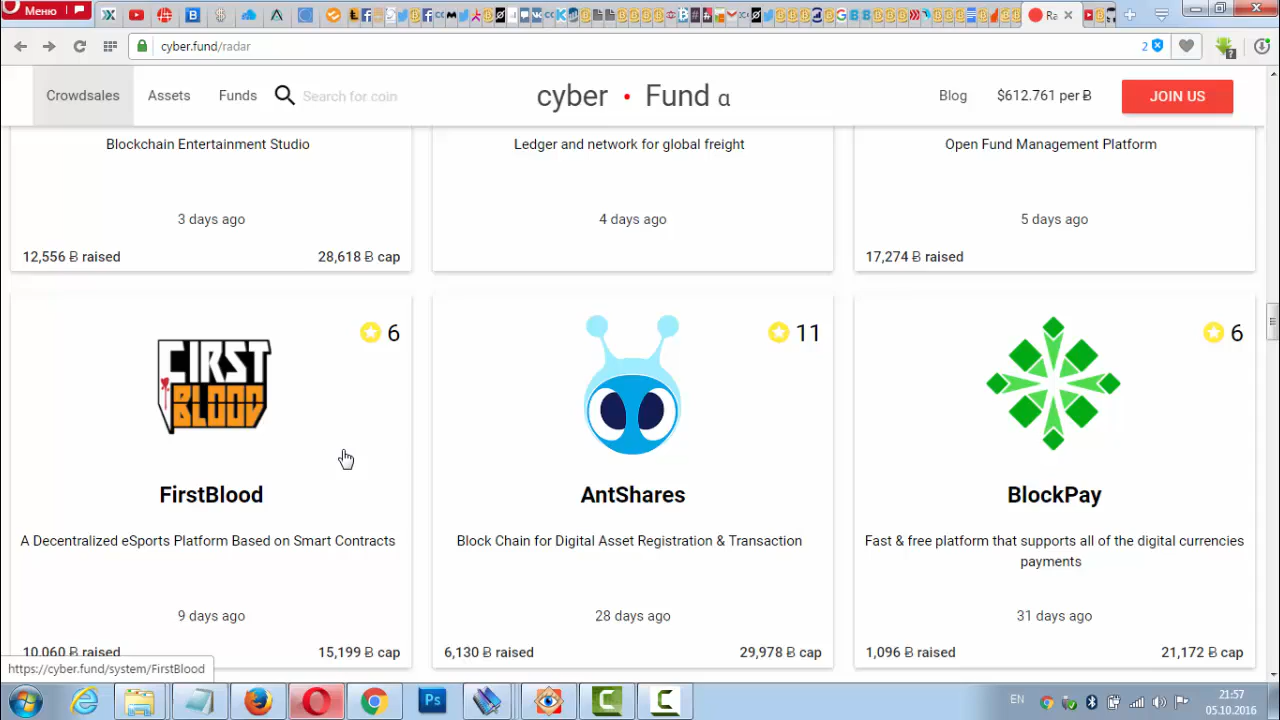 Меню
cyber.fund/radar
2
Crowdsales
Assets
Funds
Search for coin
cyber • Fund α
Blog
$612.761 per Ƀ
JOIN US
Blockchain Entertainment Studio
3 days ago
12,556 Ƀ raised
28,618 Ƀ cap
Ledger and network for global freight
4 days ago
Open Fund Management Platform
5 days ago
17,274 Ƀ raised
6
FIRST BLOOD
FirstBlood
A Decentralized eSports Platform Based on Smart Contracts
9 days ago
10,060 Ƀ raised
15,199 Ƀ cap
11
AntShares
Block Chain for Digital Asset Registration & Transaction
28 days ago
6,130 Ƀ raised
29,978 Ƀ cap
6
BlockPay
Fast & free platform that supports all of the digital currencies
payments
31 days ago
1,096 Ƀ raised
21,172 Ƀ cap
https://cyber.fund/system/FirstBlood
Ps
EN
21:57
05.10.2016